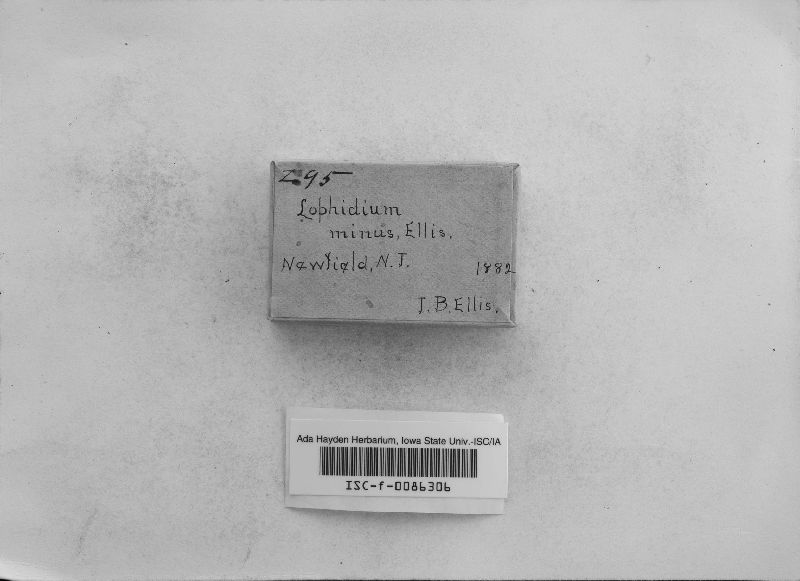 295
Lophidium
minus, Ellis.
Newfield, N.J.
1882
J.B. Ellis.
Ada Hayden Herbarium, Iowa State Univ.-ISC/IA
ISC-f-0086306